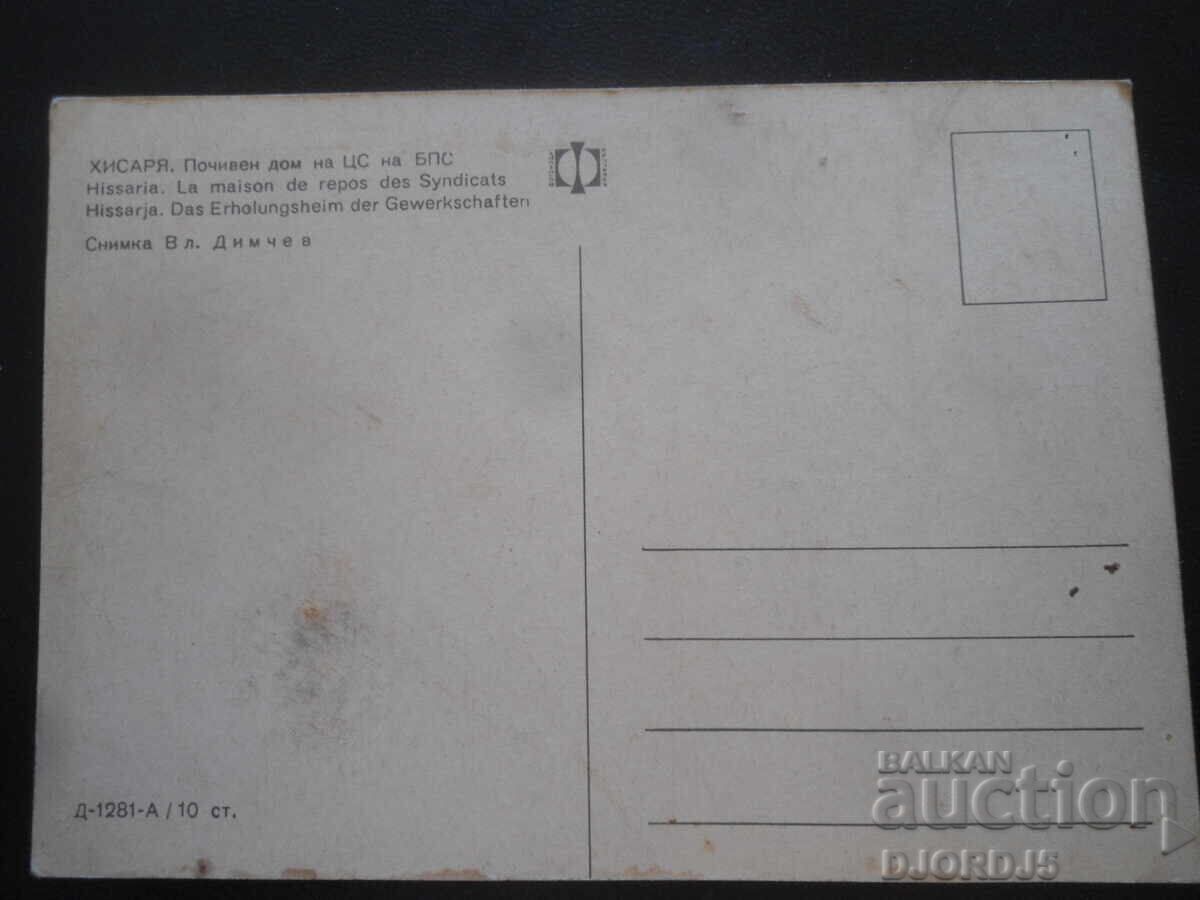 ХИСАРЯ. Почивен дом на ЦС на БПС
Hissaria. La maison de repos des Syndicats
Hissarja. Das Erholungsheim der Gewerkschaften
Снимка Вл. Димчев
Д-1281-А / 10 ст.
BALKAN
auction
DJORDJ5